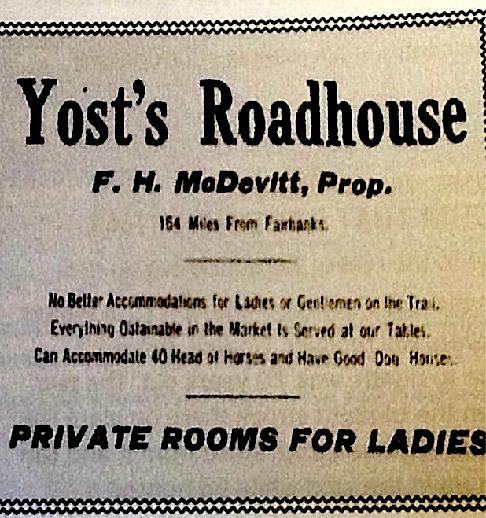 Yost's Roadhouse
F. H. McDevitt, Prop.
164 Miles From Fairbanks.
No Better Accommodations for Ladies or Gentlemen on the Trail.
Everything Obtainable in the Market Is Served at our Tables.
Can Accommodate 40 Head of Horses and Have Good Dog Houses.
PRIVATE ROOMS FOR LADIES